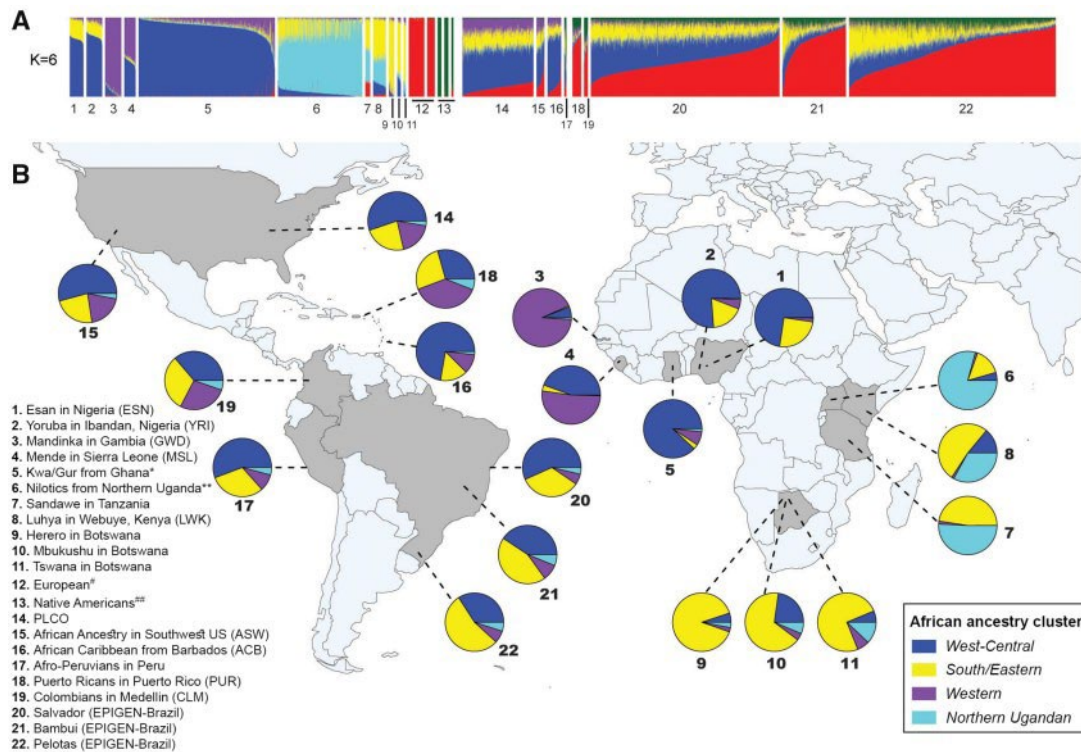 A
K=6
1 2 3 4 5 6 7 8 9 10 11 12 13 14 15 16 17 18 19 20 21 22
B
14
15
18
16
19
17
20
21
22
3
2
1
4
5
6
8
7
9
10
11
1. Esan in Nigeria (ESN)
2. Yoruba in Ibandan, Nigeria (YRI)
3. Mandinka in Gambia (GWD)
4. Mende in Sierra Leone (MSL)
5. Kwa/Gur from Ghana*
6. Nilotics from Northern Uganda**
7. Sandawe in Tanzania
8. Luhya in Webuye, Kenya (LWK)
9. Herero in Botswana
10. Mbukushu in Botswana
11. Tswana in Botswana
12. European#
13. Native Americans##
14. PLCO
15. African Ancestry in Southwest US (ASW)
16. African Caribbean from Barbados (ACB)
17. Afro-Peruvians in Peru
18. Puerto Ricans in Puerto Rico (PUR)
19. Colombians in Medellin (CLM)
20. Salvador (EPIGEN-Brazil)
21. Bambui (EPIGEN-Brazil)
22. Pelotas (EPIGEN-Brazil)
African ancestry cluster
West-Central
South/Eastern
Western
Northern Ugandan